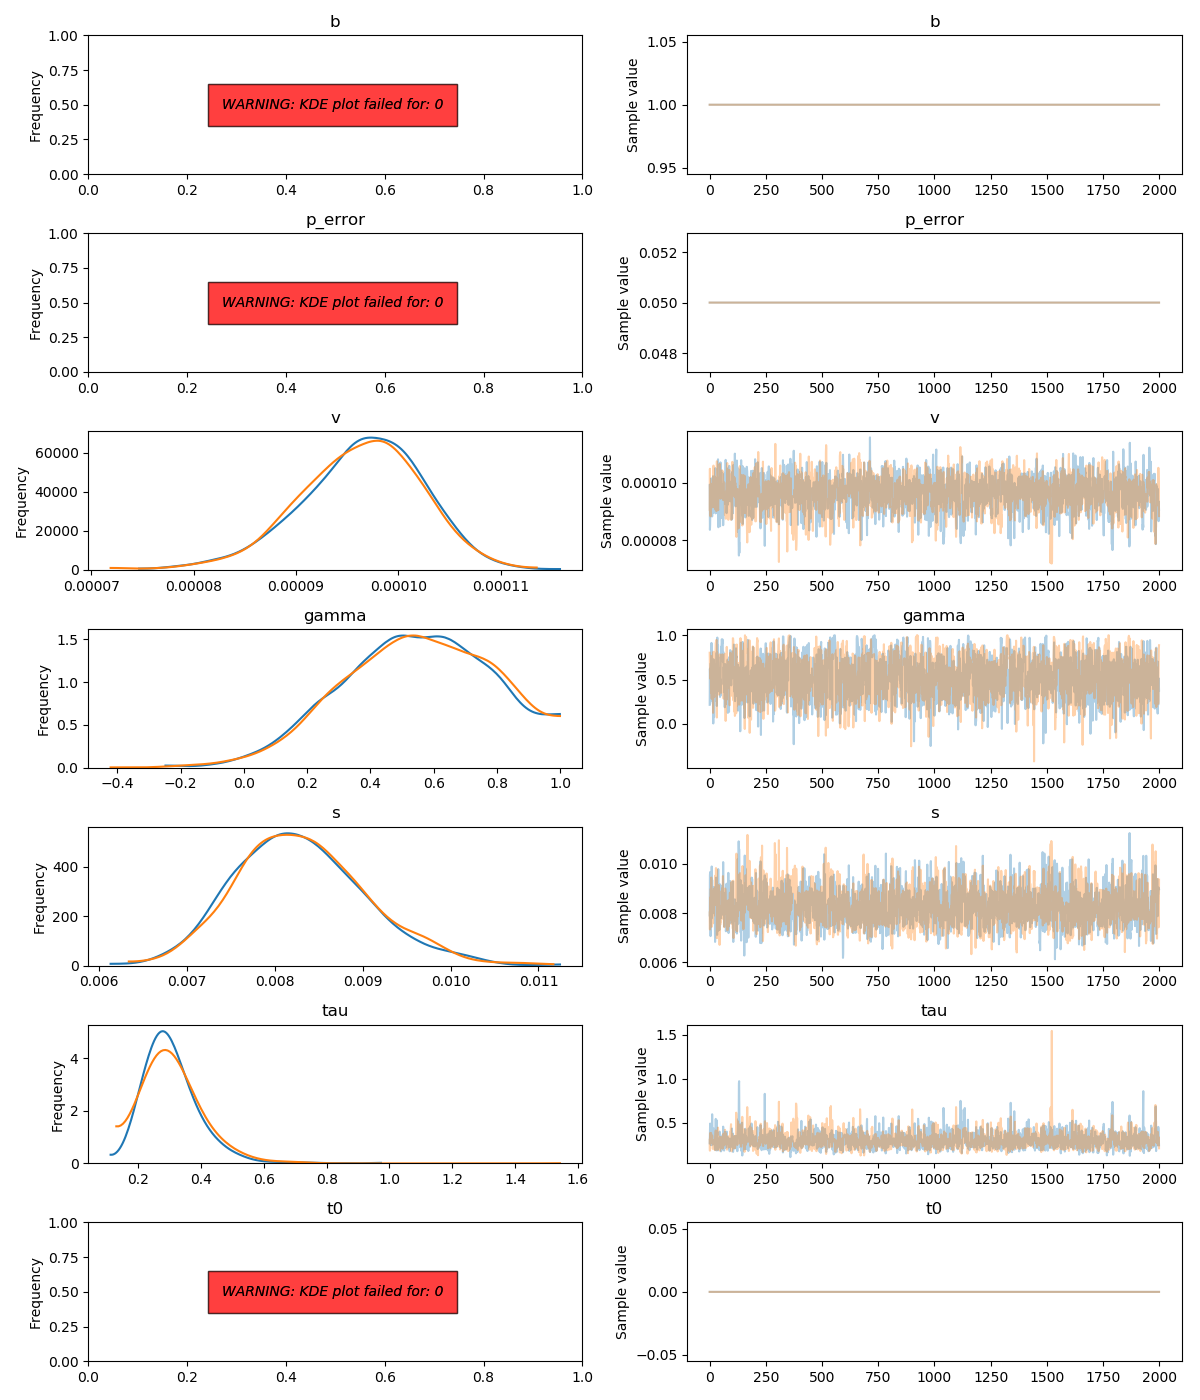 b
1.00
0.75
0.50
0.25
0.00
Frequency
WARNING: KDE plot failed for: 0
0.0 0.2 0.4 0.6 0.8 1.0
b
1.05
1.00
0.95
Sample value
0 250 500 750 1000 1250 1500 1750 2000
p_error
1.00
0.75
0.50
0.25
0.00
Frequency
WARNING: KDE plot failed for: 0
0.0 0.2 0.4 0.6 0.8 1.0
p_error
0.052
0.050
0.048
Sample value
0 250 500 750 1000 1250 1500 1750 2000
v
60000
40000
20000
0
Frequency
0.00007 0.00008 0.00009 0.00010 0.00011
v
0.00010
0.00008
Sample value
0 250 500 750 1000 1250 1500 1750 2000
gamma
1.5
1.0
0.5
0.0
Frequency
−0.4 −0.2 0.0 0.2 0.4 0.6 0.8 1.0
gamma
1.0
0.5
0.0
Sample value
0 250 500 750 1000 1250 1500 1750 2000
s
400
200
0
Frequency
0.006 0.007 0.008 0.009 0.010 0.011
s
0.010
0.008
0.006
Sample value
0 250 500 750 1000 1250 1500 1750 2000
tau
4
2
0
Frequency
0.2 0.4 0.6 0.8 1.0 1.2 1.4 1.6
tau
1.5
1.0
0.5
Sample value
0 250 500 750 1000 1250 1500 1750 2000
t0
1.00
0.75
0.50
0.25
0.00
Frequency
WARNING: KDE plot failed for: 0
0.0 0.2 0.4 0.6 0.8 1.0
t0
0.05
0.00
−0.05
Sample value
0 250 500 750 1000 1250 1500 1750 2000